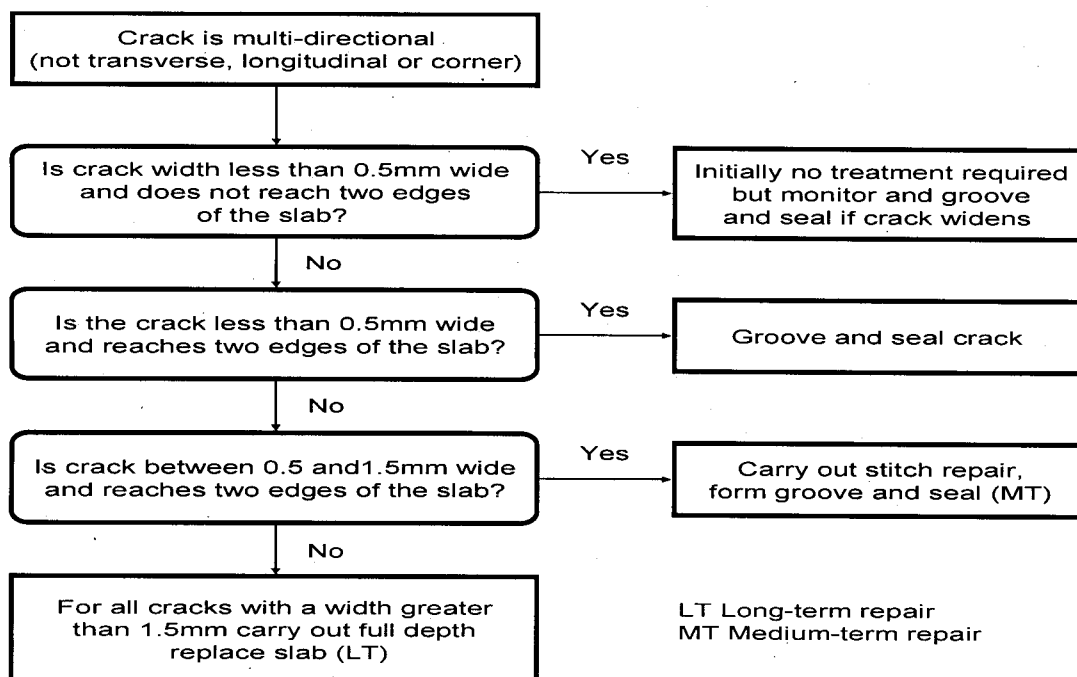 Crack is multi-directional
(not transverse, longitudinal or corner)
Is crack width less than 0.5mm wide
and does not reach two edges
of the slab?
Yes
Initially no treatment required
but monitor and groove
and seal if crack widens
No
Is the crack less than 0.5mm wide
and reaches two edges of the slab?
Yes
Groove and seal crack
No
Is crack between 0.5 and1.5mm wide
and reaches two edges of the slab?
Yes
Carry out stitch repair,
form groove and seal (MT)
No
For all cracks with a width greater
than 1.5mm carry out full depth
replace slab (LT)
LT Long-term repair
MT Medium-term repair